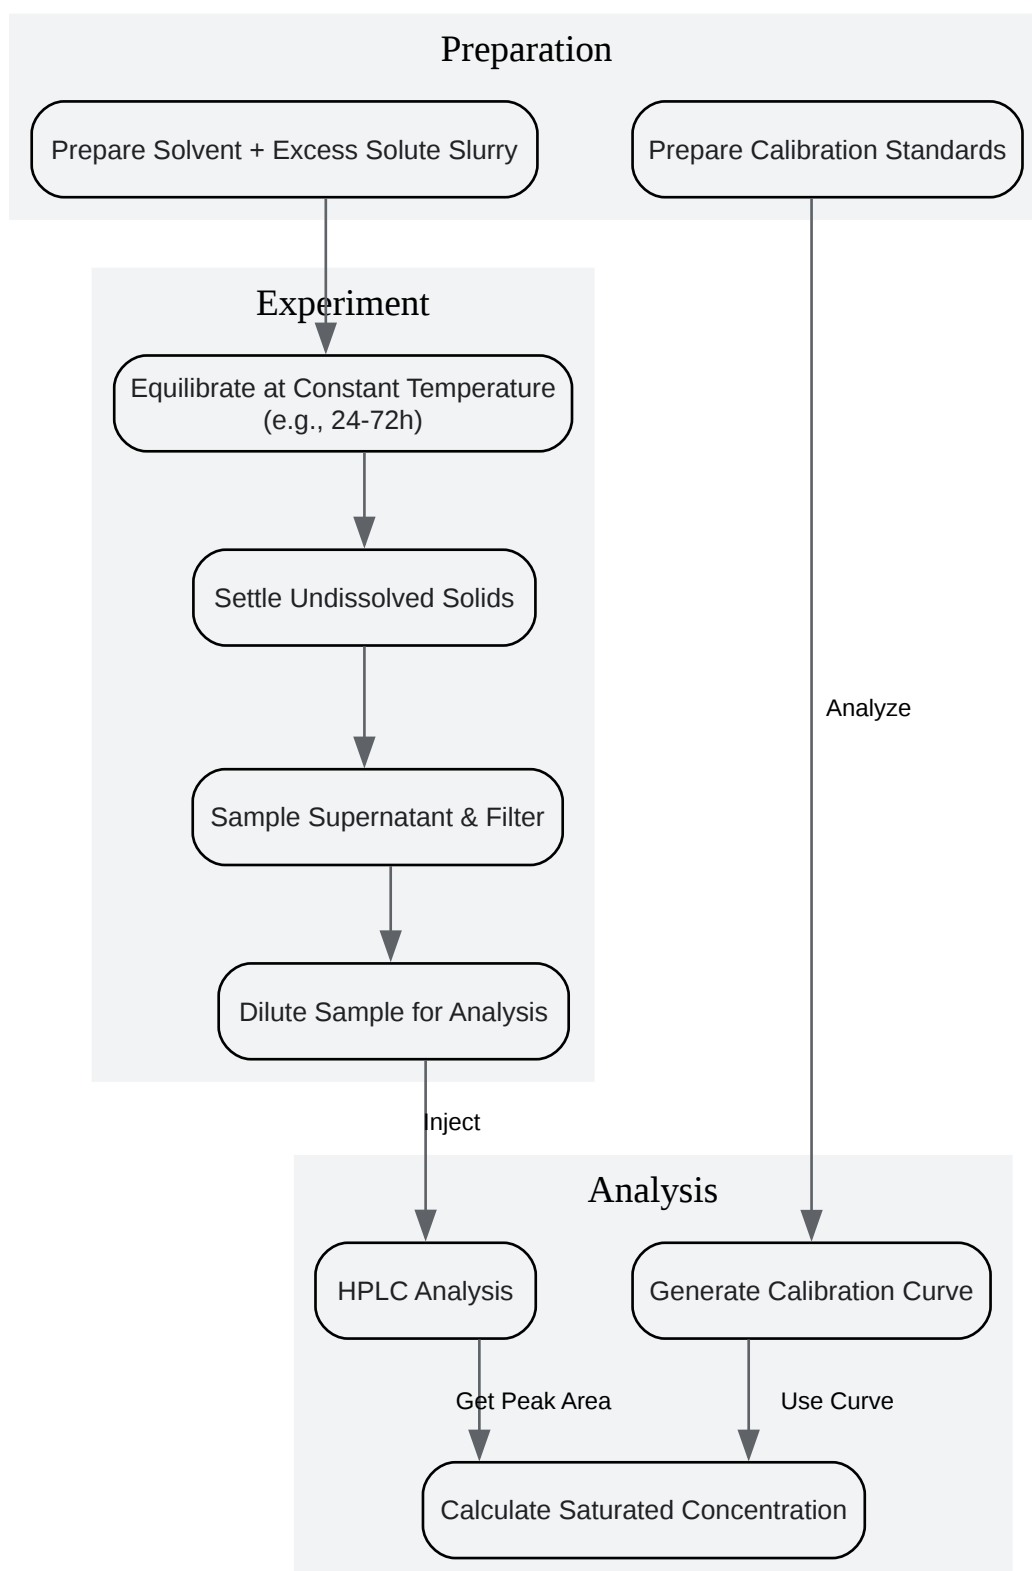 Preparation
Prepare Solvent + Excess Solute Slurry
Prepare Calibration Standards
Experiment
Equilibrate at Constant Temperature
(e.g., 24-72h)
Settle Undissolved Solids
Analyze
Sample Supernatant & Filter
Dilute Sample for Analysis
Inject
Analysis
HPLC Analysis
Generate Calibration Curve
Get Peak Area
Use Curve
Calculate Saturated Concentration